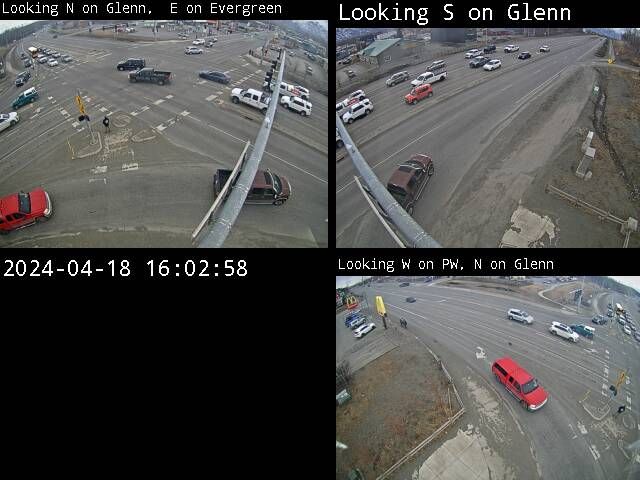 Looking N on Glenn,  E on Evergreen
Looking S on Glenn
2024-04-18 16:02:58
Looking W on PW, N on Glenn